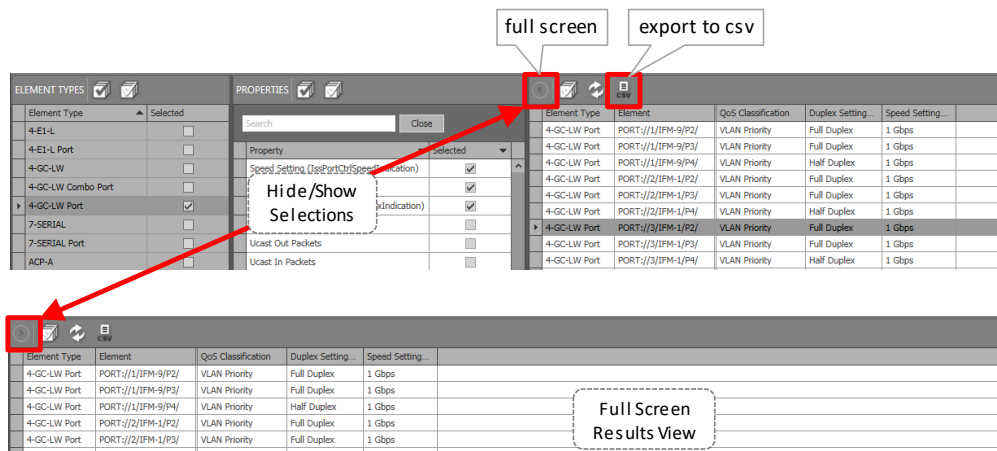 full screen
export to csv
ELEMENT TYPES
Element Type Selected
4-E1-L
4-E1-L Port
4-GC-LW
4-GC-LW Combo Port
4-GC-LW Port
7-SERIAL
7-SERIAL Port
ACP-A
PROPERTIES
Search Close
Property Selected
Speed Setting (IssPortCtrlSpeedIndication)
xIndication)
Ucast Out Packets
Ucast In Packets
Hide/Show
Selections
CSV
Element Type Element QoS Classification Duplex Setting... Speed Setting...
4-GC-LW Port PORT://1/IFM-9/P2/ VLAN Priority Full Duplex 1 Gbps
4-GC-LW Port PORT://1/IFM-9/P3/ VLAN Priority Full Duplex 1 Gbps
4-GC-LW Port PORT://1/IFM-9/P4/ VLAN Priority Half Duplex 1 Gbps
4-GC-LW Port PORT://2/IFM-1/P2/ VLAN Priority Full Duplex 1 Gbps
4-GC-LW Port PORT://2/IFM-1/P3/ VLAN Priority Full Duplex 1 Gbps
4-GC-LW Port PORT://2/IFM-1/P4/ VLAN Priority Half Duplex 1 Gbps
4-GC-LW Port PORT://3/IFM-1/P2/ VLAN Priority Full Duplex 1 Gbps
4-GC-LW Port PORT://3/IFM-1/P3/ VLAN Priority Full Duplex 1 Gbps
4-GC-LW Port PORT://3/IFM-1/P4/ VLAN Priority Half Duplex 1 Gbps
CSV
Element Type Element QoS Classification Duplex Setting... Speed Setting...
4-GC-LW Port PORT://1/IFM-9/P2/ VLAN Priority Full Duplex 1 Gbps
4-GC-LW Port PORT://1/IFM-9/P3/ VLAN Priority Full Duplex 1 Gbps
4-GC-LW Port PORT://1/IFM-9/P4/ VLAN Priority Half Duplex 1 Gbps
4-GC-LW Port PORT://2/IFM-1/P2/ VLAN Priority Full Duplex 1 Gbps
4-GC-LW Port PORT://2/IFM-1/P3/ VLAN Priority Full Duplex 1 Gbps
Full Screen
Results View